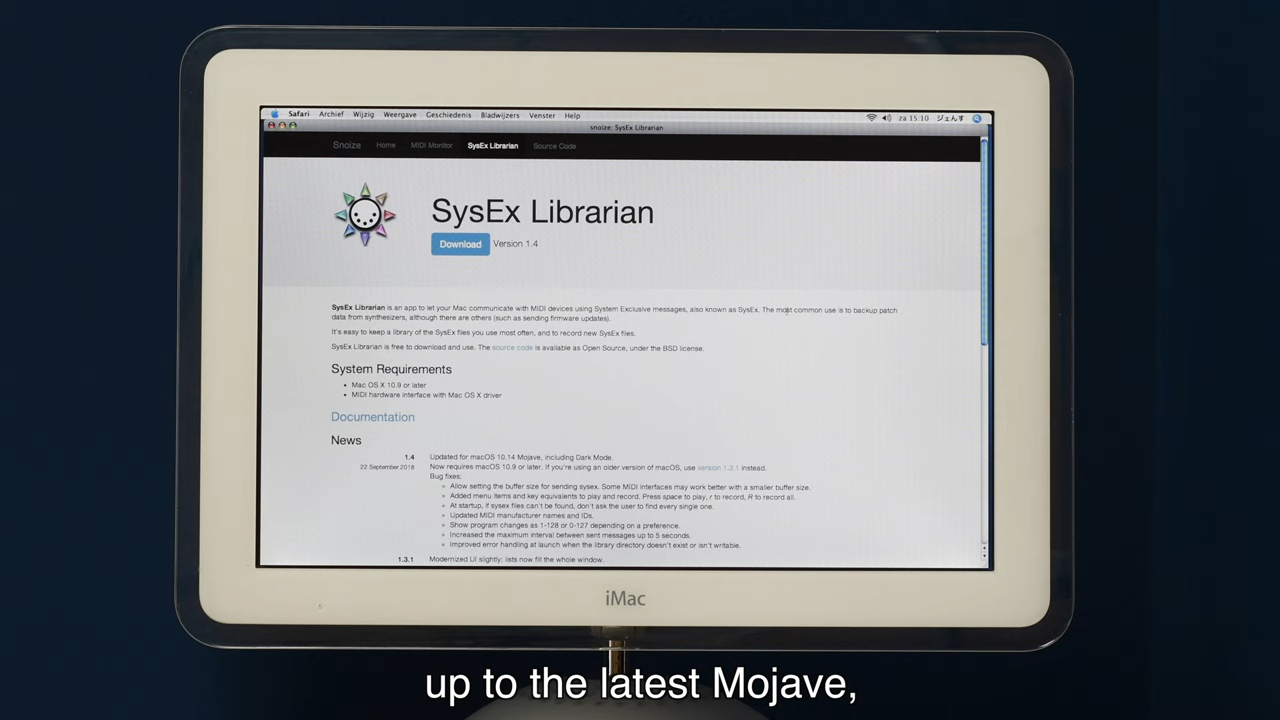 Safari Archief Wijzig Weergave Geschiedenis Bladwijzers Venster Help za 15:10 ジェんす
snoize: SysEx Librarian
Snoize Home MIDI Monitor SysEx Librarian Source Code
SysEx Librarian
Download Version 1.4
SysEx Librarian is an app to let your Mac communicate with MIDI devices using System Exclusive messages, also known as SysEx. The most common use is to backup patch
data from synthesizers, although there are others (such as sending firmware updates).
It's easy to keep a library of the SysEx files you use most often, and to record new SysEx files.
SysEx Librarian is free to download and use. The source code is available as Open Source, under the BSD license.
System Requirements
• Mac OS X 10.9 or later
• MIDI hardware interface with Mac OS X driver
Documentation
News
1.4 Updated for macOS 10.14 Mojave, including Dark Mode.
22 September 2018 Now requires macOS 10.9 or later. If you're using an older version of macOS, use version 1.3.1 instead.
Bug fixes:
Allow setting the buffer size for sending sysex. Some MIDI interfaces may work better with a smaller buffer size.
Added menu items and key equivalents to play and record. Press space to play, r to record, R to record all.
At startup, if sysex files can't be found, don't ask the user to find every single one.
Updated MIDI manufacturer names and IDs.
Show program changes as 1-128 or 0-127 depending on a preference.
Increased the maximum interval between sent messages up to 5 seconds.
Improved error handling at launch when the library directory doesn't exist or isn't writable.
1.3.1 Modernized UI slightly: lists now fill the whole window.
iMac
up to the latest Mojave,